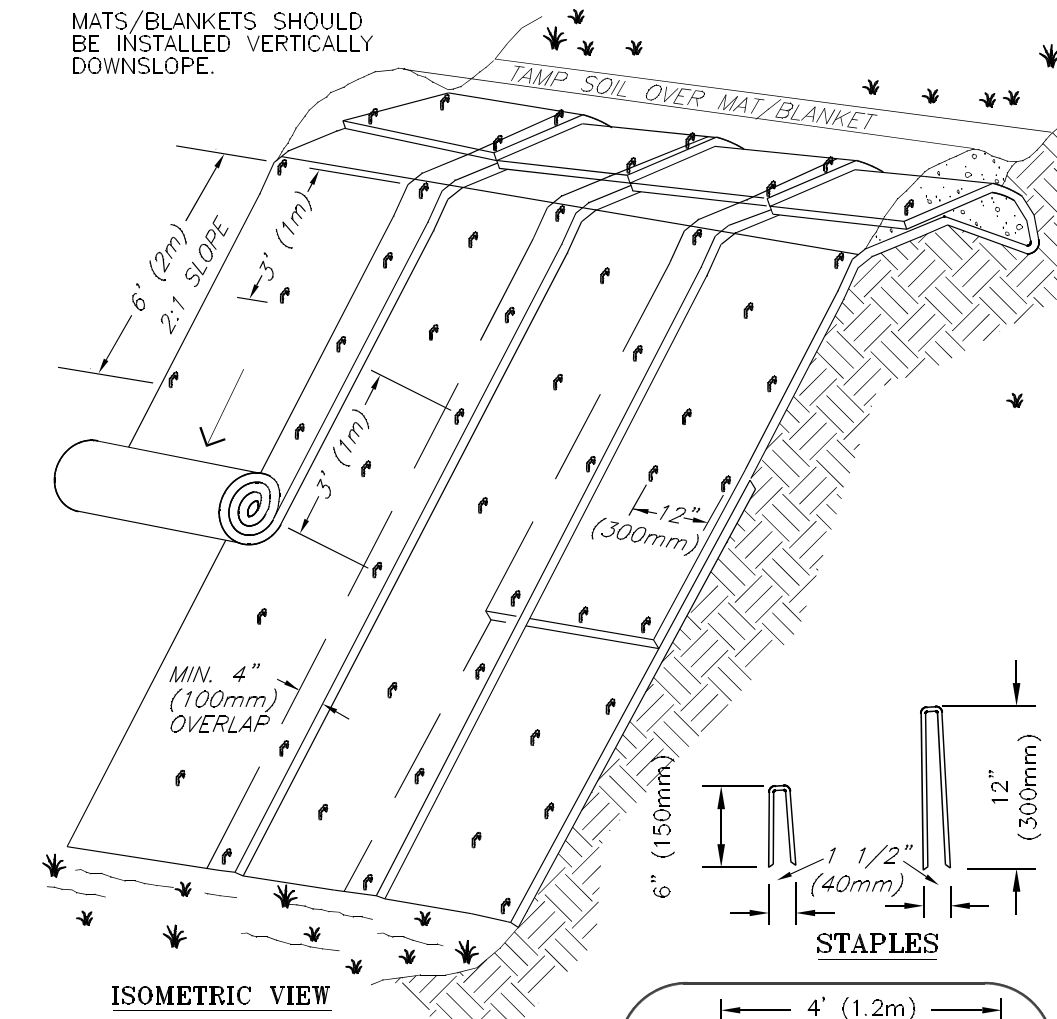 MATS/BLANKETS SHOULD
BE INSTALLED VERTICALLY
DOWNSLOPE.
TAMP SOIL OVER MAT/BLANKET
6' (2m)
2:1 SLOPE
3' (1m)
3' (1m)
12"
(300mm)
MIN. 4"
(100mm)
OVERLAP
6" (150mm)
12"
(300mm)
1 1/2"
(40mm)
STAPLES
ISOMETRIC VIEW
4' (1.2m)